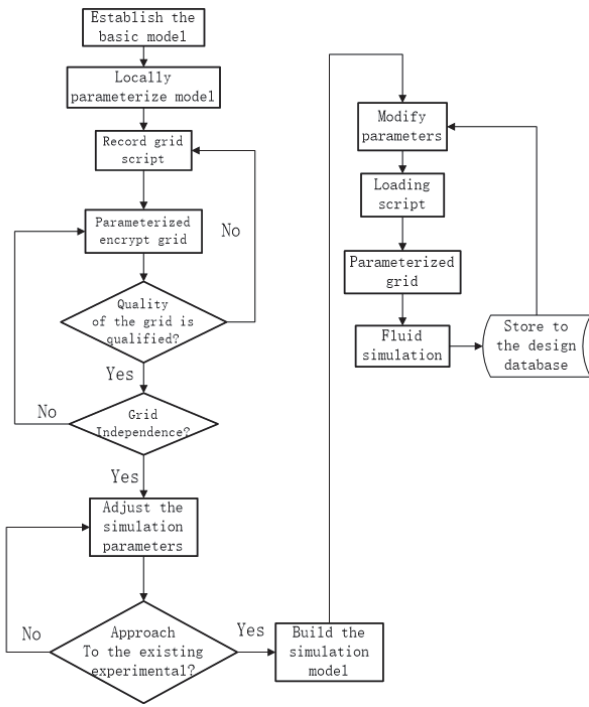 Establish the
basic model
Locally
parameterize model
Record grid
script
Parameterized
encrypt grid
No
Quality
of the grid is
qualified?
Yes
No
Grid
Independence?
Yes
Adjust the
simulation
parameters
No
Approach
To the existing
experimental?
Yes
Build the
simulation
model
Modify
parameters
Loading
script
Parameterized
grid
Fluid
simulation
Store to
the design
database